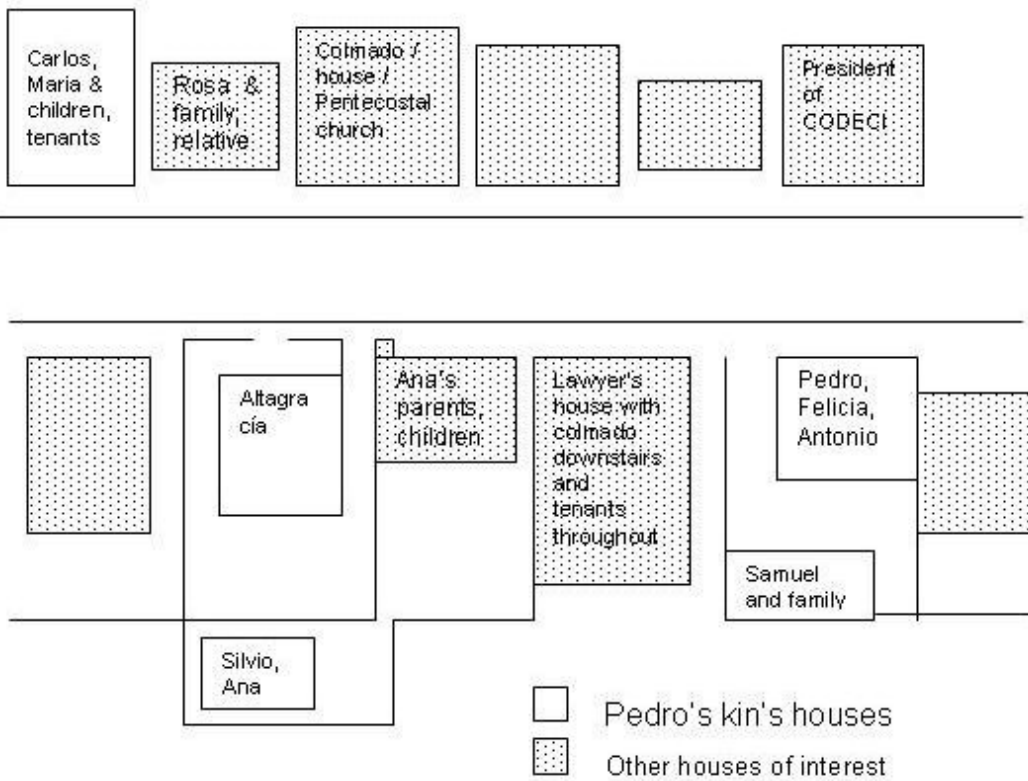 Carlos,
Maria &
children,
tenants
Rosa &
family;
relative
Colmado /
house /
Pentecostal
church
President
of
CODECI
Altagra
cía
Ana's
parents,
children
Lawyer's
house with
colmado
downstairs
and
tenants
throughout
Pedro,
Felicia,
Antonio
Samuel
and family
Silvio,
Ana
Pedro's kin's houses
Other houses of interest